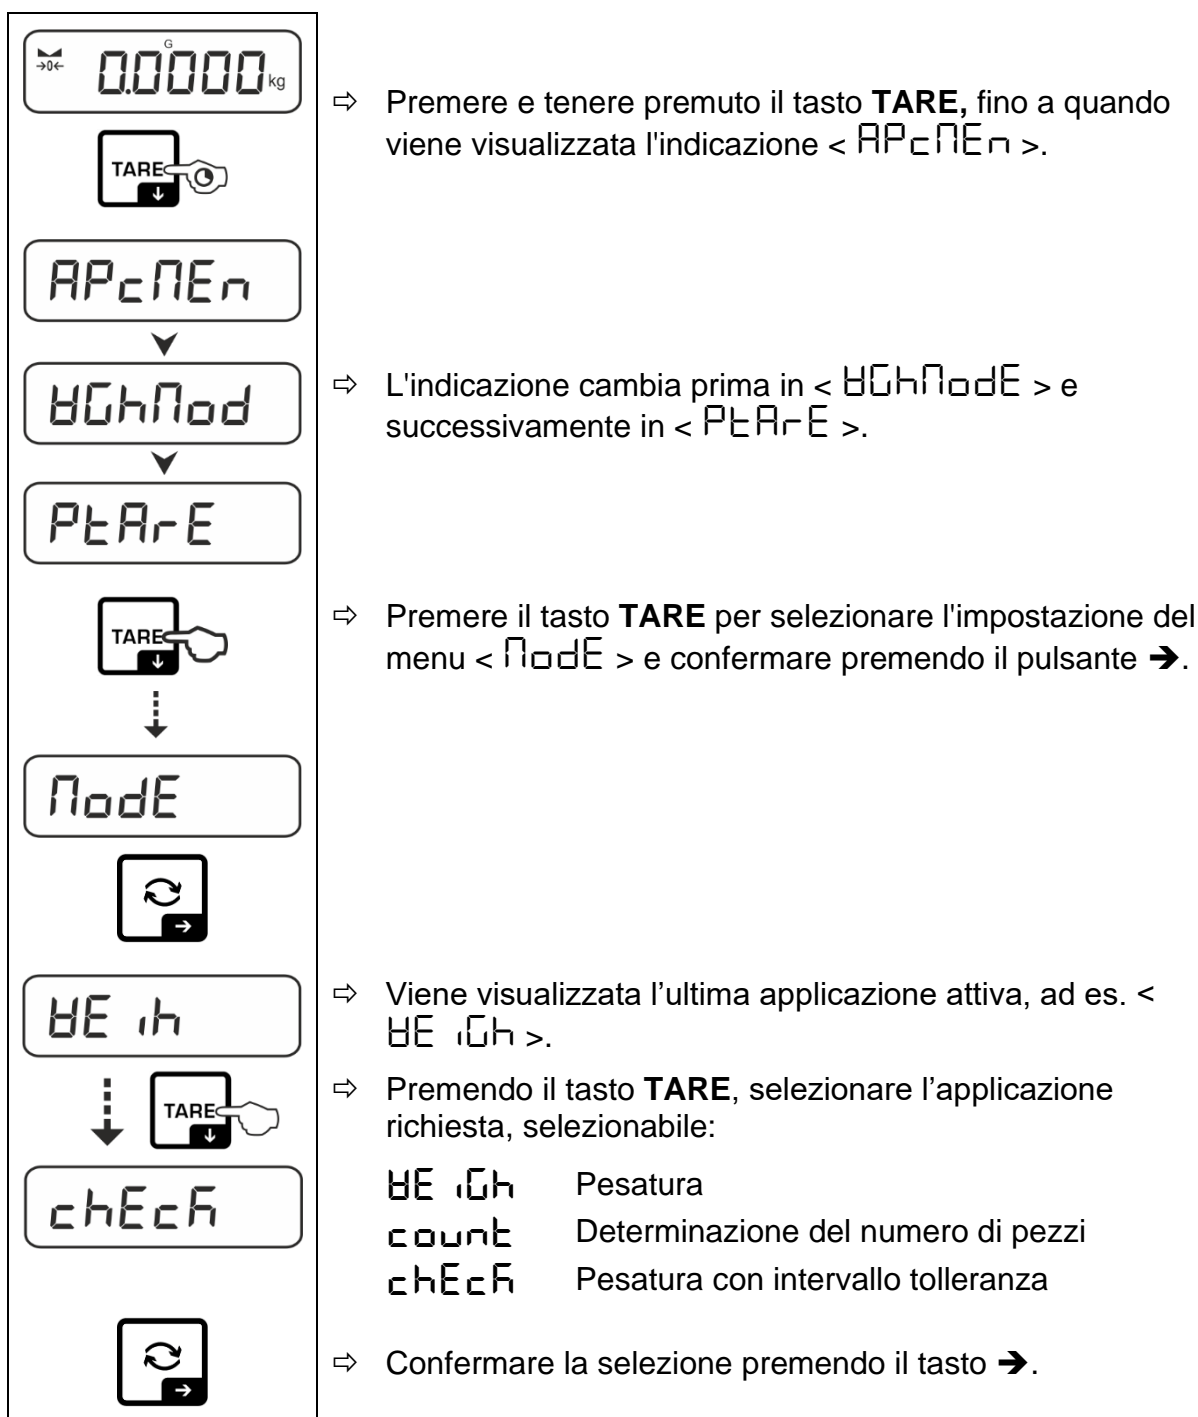 →0← G 0.0000 kg
⇨ Premere e tenere premuto il tasto TARE, fino a quando
viene visualizzata l'indicazione < APcMEn >.
TARE
↓
APcMEn
WGhMod
⇨ L'indicazione cambia prima in < WGhModE > e
successivamente in < PtArE >.
PtArE
⇨ Premere il tasto TARE per selezionare l'impostazione del
menu < ModE > e confermare premendo il pulsante ➔.
TARE
↓
ModE
→
WEih
⇨ Viene visualizzata l’ultima applicazione attiva, ad es. <
WEiGh >.
⇨ Premendo il tasto TARE, selezionare l’applicazione
richiesta, selezionabile:
TARE
↓
chEck
WEiGh Pesatura
count Determinazione del numero di pezzi
chEck Pesatura con intervallo tolleranza
→
⇨ Confermare la selezione premendo il tasto ➔.